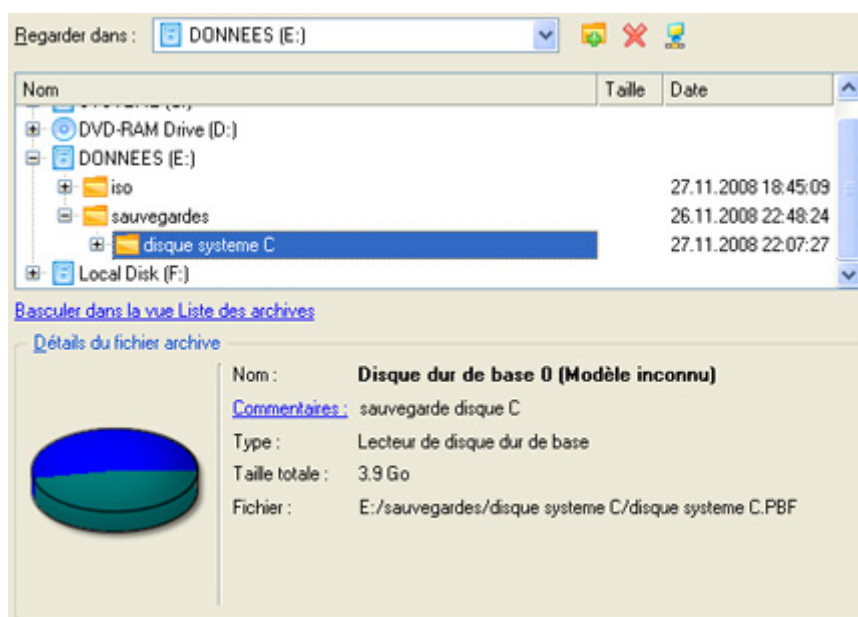 Regarder dans : DONNEES (E:)
Nom Taille Date
DVD-RAM Drive (D:)
DONNEES (E:)
iso 27.11.2008 18:45:09
sauvegardes 26.11.2008 22:48:24
disque systeme C 27.11.2008 22:07:27
Local Disk (F:)
Basculer dans la vue Liste des archives
Détails du fichier archive
Nom : Disque dur de base 0 (Modèle inconnu)
Commentaires : sauvegarde disque C
Type : Lecteur de disque dur de base
Taille totale : 3.9 Go
Fichier : E:/sauvegardes/disque systeme C/disque systeme C.PBF